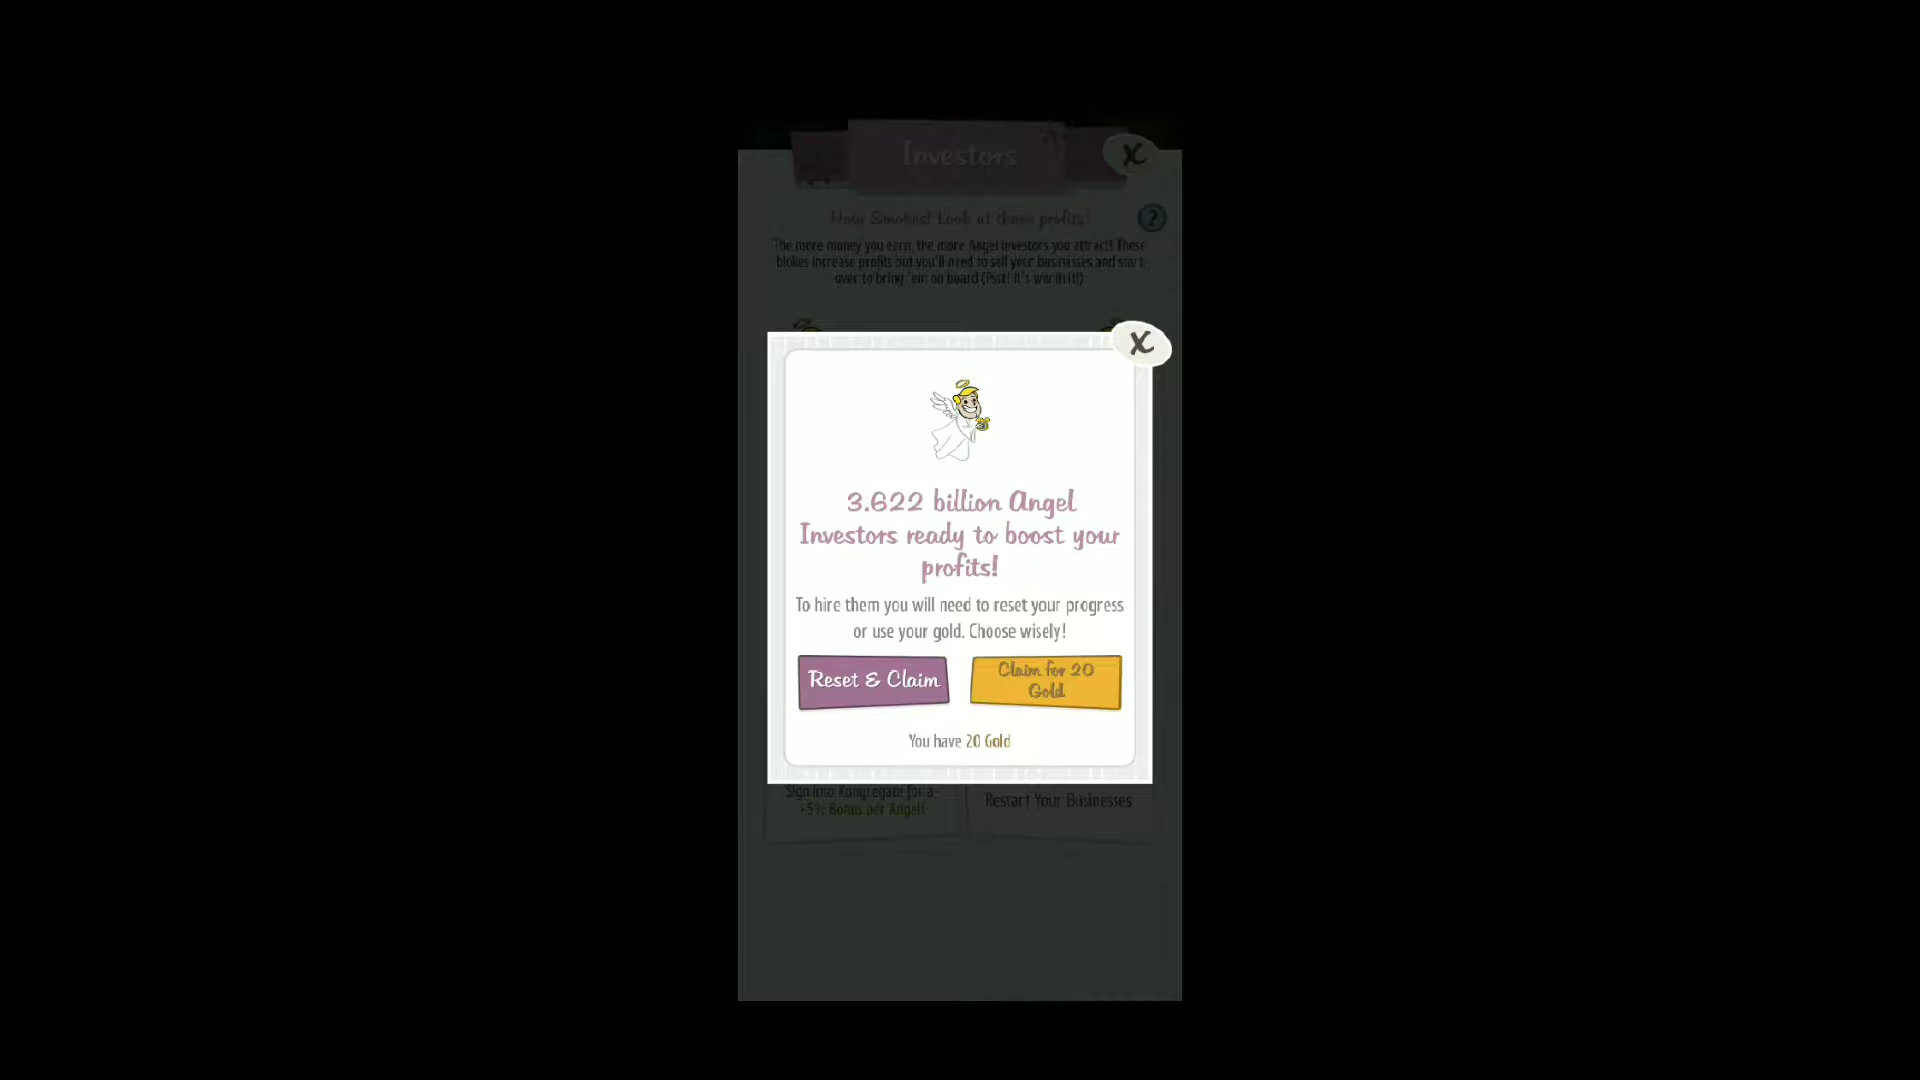 Investors
X
Holy Smokes! Look at those profits!
?
The more money you earn, the more Angel Investors you attract! These
blokes increase profits but you'll need to sell your businesses and start
over to bring 'em on board (Psst! It's worth it!)
X
3.622 billion Angel
Investors ready to boost your
profits!
To hire them you will need to reset your progress
or use your gold. Choose wisely!
Reset & Claim
Claim for 20
Gold
You have 20 Gold
Sign into Kongregate for a
+5% Bonus per Angel!
Restart Your Businesses